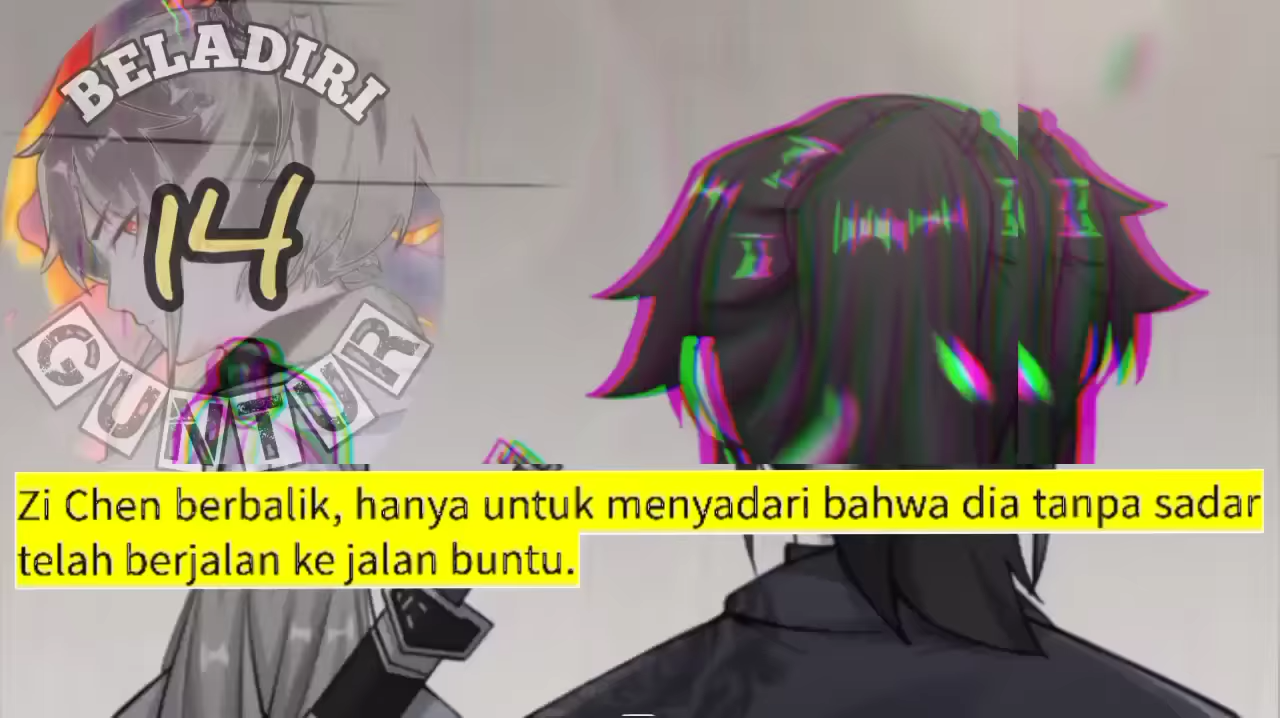 BELADIRI
14
GUNTUR
Zi Chen berbalik, hanya untuk menyadari bahwa dia tanpa sadar
telah berjalan ke jalan buntu.